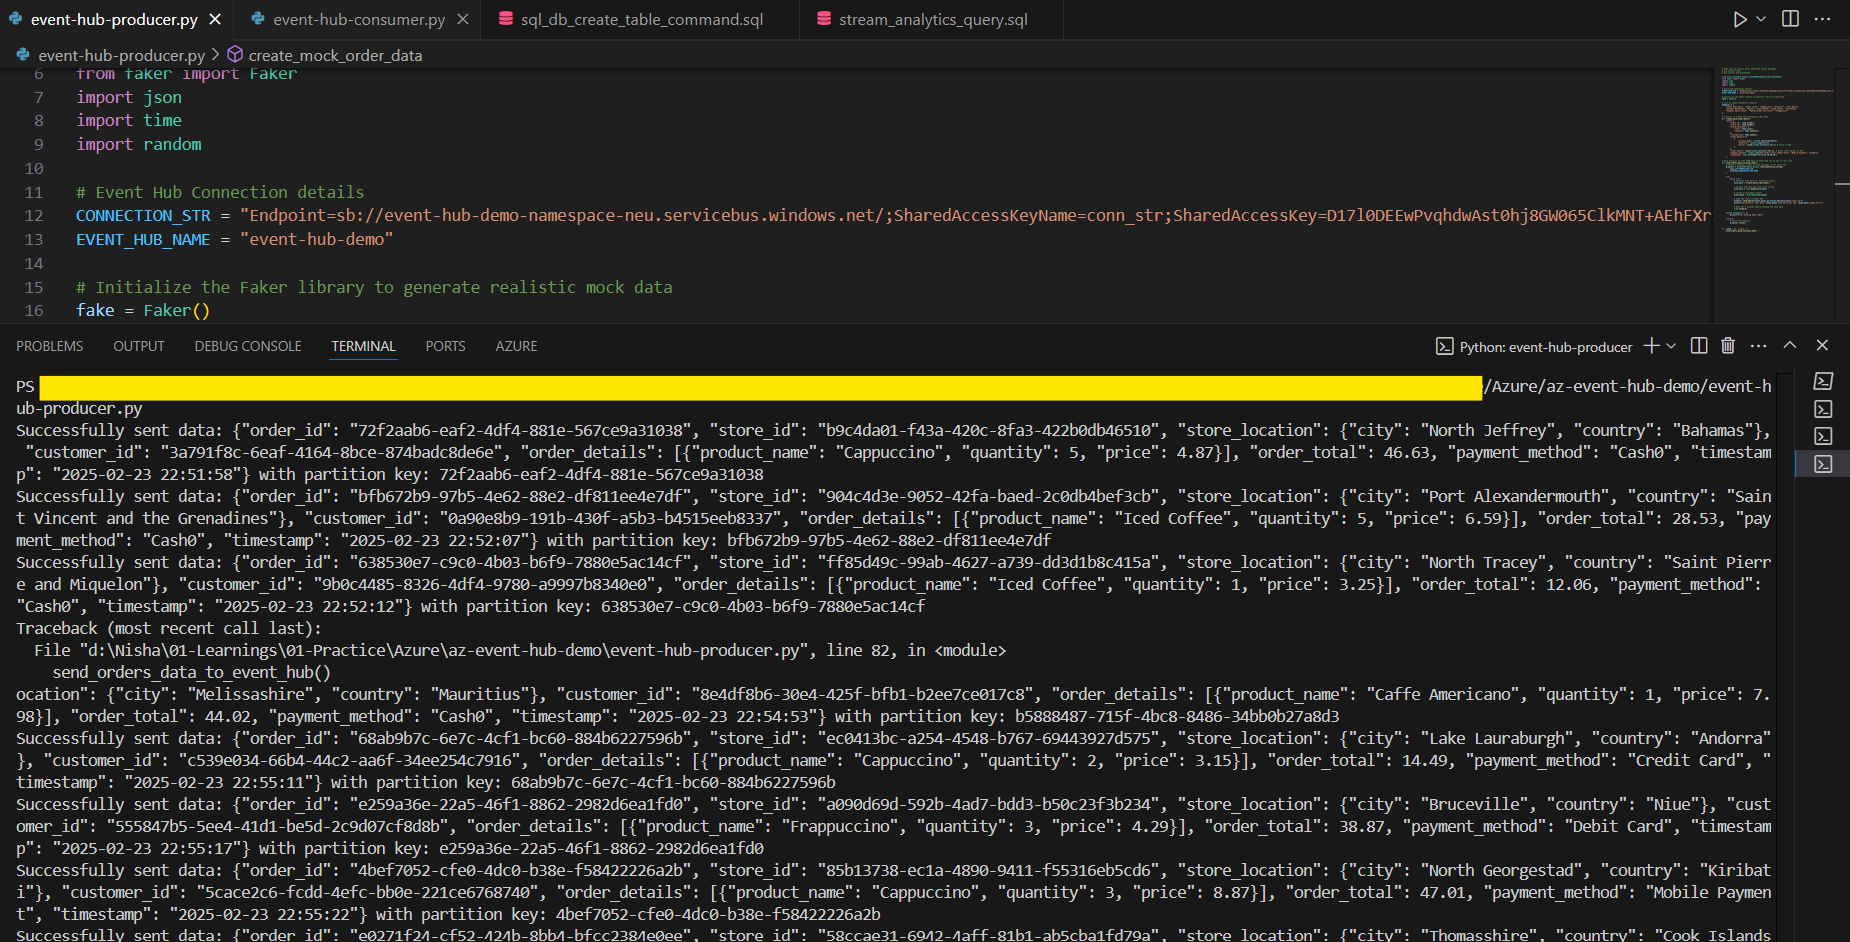 event-hub-producer.py
event-hub-consumer.py
sql_db_create_table_command.sql
stream_analytics_query.sql
event-hub-producer.py > create_mock_order_data
6 from faker import Faker
7 import json
8 import time
9 import random
10
11 # Event Hub Connection details
12 CONNECTION_STR = "Endpoint=sb://event-hub-demo-namespace-neu.servicebus.windows.net/;SharedAccessKeyName=conn_str;SharedAccessKey=D17l0DEEwPvqhdwAst0hj8GW065ClkMNT+AEhFXr
13 EVENT_HUB_NAME = "event-hub-demo"
14
15 # Initialize the Faker library to generate realistic mock data
16 fake = Faker()
PROBLEMS OUTPUT DEBUG CONSOLE TERMINAL PORTS AZURE
Python: event-hub-producer
PS /Azure/az-event-hub-demo/event-h
ub-producer.py
Successfully sent data: {"order_id": "72f2aab6-eaf2-4df4-881e-567ce9a31038", "store_id": "b9c4da01-f43a-420c-8fa3-422b0db46510", "store_location": {"city": "North Jeffrey", "country": "Bahamas"},
"customer_id": "3a791f8c-6eaf-4164-8bce-874badc8de6e", "order_details": [{"product_name": "Cappuccino", "quantity": 5, "price": 4.87}], "order_total": 46.63, "payment_method": "Cash0", "timestam
p": "2025-02-23 22:51:58"} with partition key: 72f2aab6-eaf2-4df4-881e-567ce9a31038
Successfully sent data: {"order_id": "bfb672b9-97b5-4e62-88e2-df811ee4e7df", "store_id": "904c4d3e-9052-42fa-baed-2c0db4bef3cb", "store_location": {"city": "Port Alexandermouth", "country": "Sain
t Vincent and the Grenadines"}, "customer_id": "0a90e8b9-191b-430f-a5b3-b4515eeb8337", "order_details": [{"product_name": "Iced Coffee", "quantity": 5, "price": 6.59}], "order_total": 28.53, "pay
ment_method": "Cash0", "timestamp": "2025-02-23 22:52:07"} with partition key: bfb672b9-97b5-4e62-88e2-df811ee4e7df
Successfully sent data: {"order_id": "638530e7-c9c0-4b03-b6f9-7880e5ac14cf", "store_id": "ff85d49c-99ab-4627-a739-dd3d1b8c415a", "store_location": {"city": "North Tracey", "country": "Saint Pierr
e and Miquelon"}, "customer_id": "9b0c4485-8326-4df4-9780-a9997b8340e0", "order_details": [{"product_name": "Iced Coffee", "quantity": 1, "price": 3.25}], "order_total": 12.06, "payment_method":
"Cash0", "timestamp": "2025-02-23 22:52:12"} with partition key: 638530e7-c9c0-4b03-b6f9-7880e5ac14cf
Traceback (most recent call last):
File "d:\Nisha\01-Learnings\01-Practice\Azure\az-event-hub-demo\event-hub-producer.py", line 82, in <module>
send_orders_data_to_event_hub()
ocation": {"city": "Melissashire", "country": "Mauritius"}, "customer_id": "8e4df8b6-30e4-425f-bfb1-b2ee7ce017c8", "order_details": [{"product_name": "Caffe Americano", "quantity": 1, "price": 7.
98}], "order_total": 44.02, "payment_method": "Cash0", "timestamp": "2025-02-23 22:54:53"} with partition key: b5888487-715f-4bc8-8486-34bb0b27a8d3
Successfully sent data: {"order_id": "68ab9b7c-6e7c-4cf1-bc60-884b6227596b", "store_id": "ec0413bc-a254-4548-b767-69443927d575", "store_location": {"city": "Lake Lauraburgh", "country": "Andorra"
}, "customer_id": "c539e034-66b4-44c2-aa6f-34ee254c7916", "order_details": [{"product_name": "Cappuccino", "quantity": 2, "price": 3.15}], "order_total": 14.49, "payment_method": "Credit Card", "
timestamp": "2025-02-23 22:55:11"} with partition key: 68ab9b7c-6e7c-4cf1-bc60-884b6227596b
Successfully sent data: {"order_id": "e259a36e-22a5-46f1-8862-2982d6ea1fd0", "store_id": "a090d69d-592b-4ad7-bdd3-b50c23f3b234", "store_location": {"city": "Bruceville", "country": "Niue"}, "cust
omer_id": "555847b5-5ee4-41d1-be5d-2c9d07cf8d8b", "order_details": [{"product_name": "Frappuccino", "quantity": 3, "price": 4.29}], "order_total": 38.87, "payment_method": "Debit Card", "timestam
p": "2025-02-23 22:55:17"} with partition key: e259a36e-22a5-46f1-8862-2982d6ea1fd0
Successfully sent data: {"order_id": "4bef7052-cfe0-4dc0-b38e-f58422226a2b", "store_id": "85b13738-ec1a-4890-9411-f55316eb5cd6", "store_location": {"city": "North Georgestad", "country": "Kiribat
i"}, "customer_id": "5cace2c6-fcdd-4efc-bb0e-221ce6768740", "order_details": [{"product_name": "Cappuccino", "quantity": 3, "price": 8.87}], "order_total": 47.01, "payment_method": "Mobile Paymen
t", "timestamp": "2025-02-23 22:55:22"} with partition key: 4bef7052-cfe0-4dc0-b38e-f58422226a2b
Successfully sent data: {"order_id": "e0271f24-cf52-424b-8bb4-bfcc2384e0ee", "store_id": "58ccae31-6942-4aff-81b1-ab5cba1fd79a", "store_location": {"city": "Thomasshire", "country": "Cook Islands